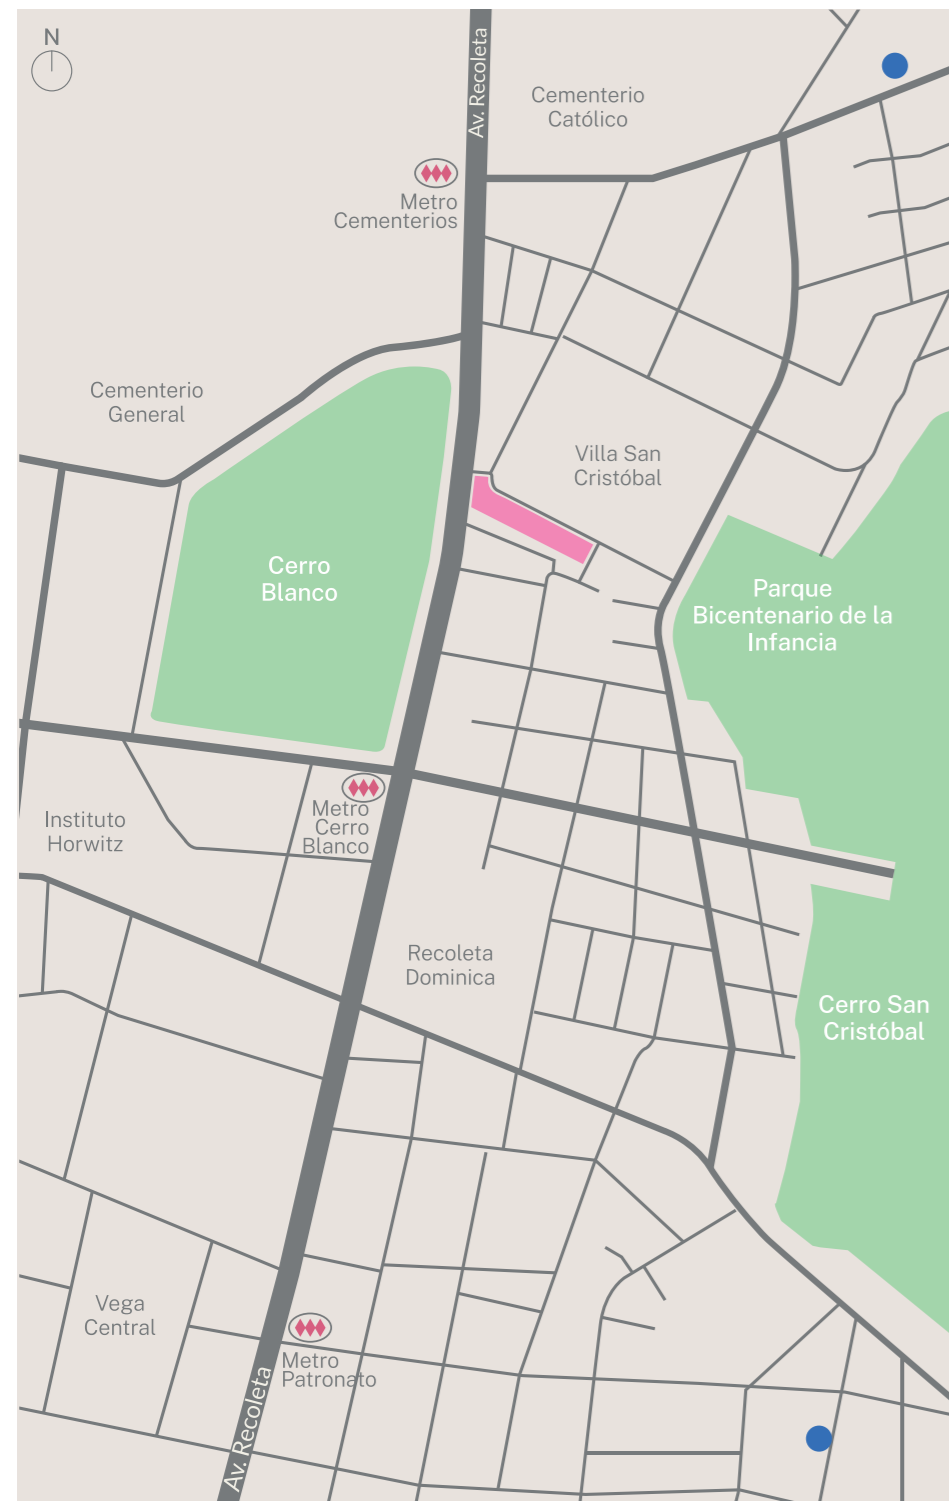 N
Av. Recoleta
Cementerio
Católico
Metro
Cementerios
Cementerio
General
Villa San
Cristóbal
Cerro
Blanco
Parque
Bicentenario de la
Infancia
Metro
Cerro
Blanco
Instituto
Horwitz
Recoleta
Dominica
Cerro San
Cristóbal
Vega
Central
Metro
Patronato
Av. Recoleta